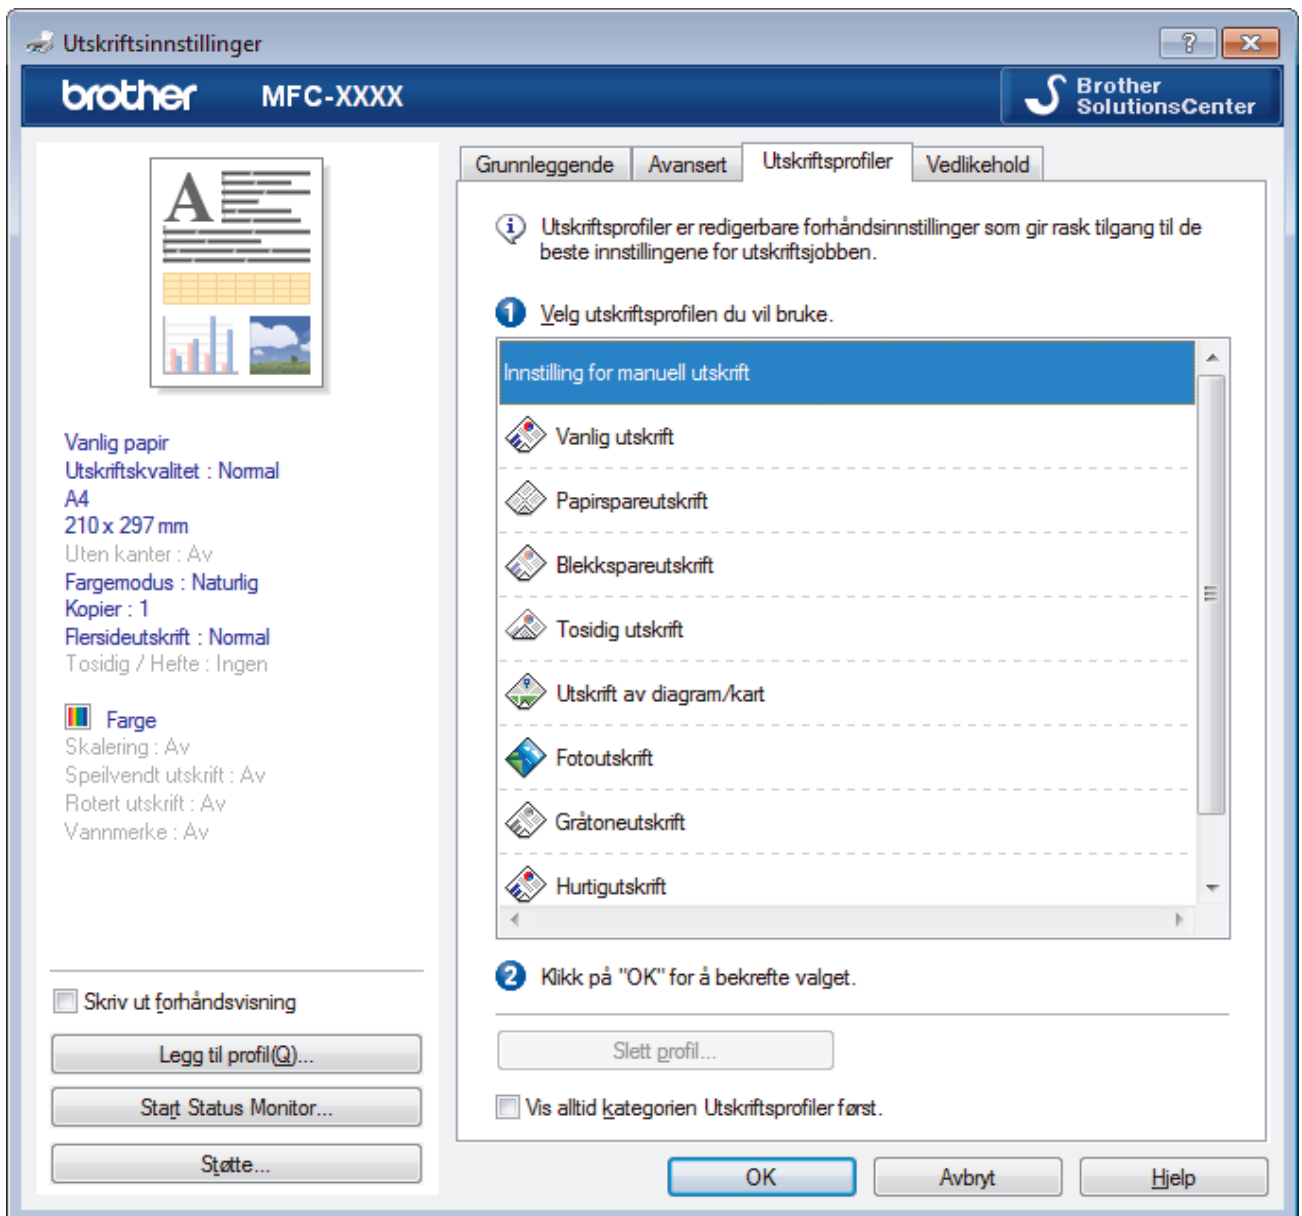 Utskriftsinnstillinger
brother MFC-XXXX
Brother
SolutionsCenter
A
Vanlig papir
Utskriftskvalitet : Normal
A4
210 x 297 mm
Uten kanter : Av
Fargemodus : Naturlig
Kopier : 1
Flersideutskrift : Normal
Tosidig / Hefte : Ingen
Farge
Skalering : Av
Speilvendt utskrift : Av
Rotert utskrift : Av
Vannmerke : Av
Skriv ut forhåndsvisning
Legg til profil(Q)...
Start Status Monitor...
Støtte...
Grunnleggende Avansert Utskriftsprofiler Vedlikehold
Utskriftsprofiler er redigerbare forhåndsinnstillinger som gir rask tilgang til de
beste innstillingene for utskriftsjobben.
1 Velg utskriftsprofilen du vil bruke.
Innstilling for manuell utskrift
Vanlig utskrift
Papirspareutskrift
Blekkspareutskrift
Tosidig utskrift
Utskrift av diagram/kart
Fotoutskrift
Gråtoneutskrift
Hurtigutskrift
2 Klikk på "OK" for å bekrefte valget.
Slett profil...
Vis alltid kategorien Utskriftsprofiler først.
OK Avbryt Hjelp